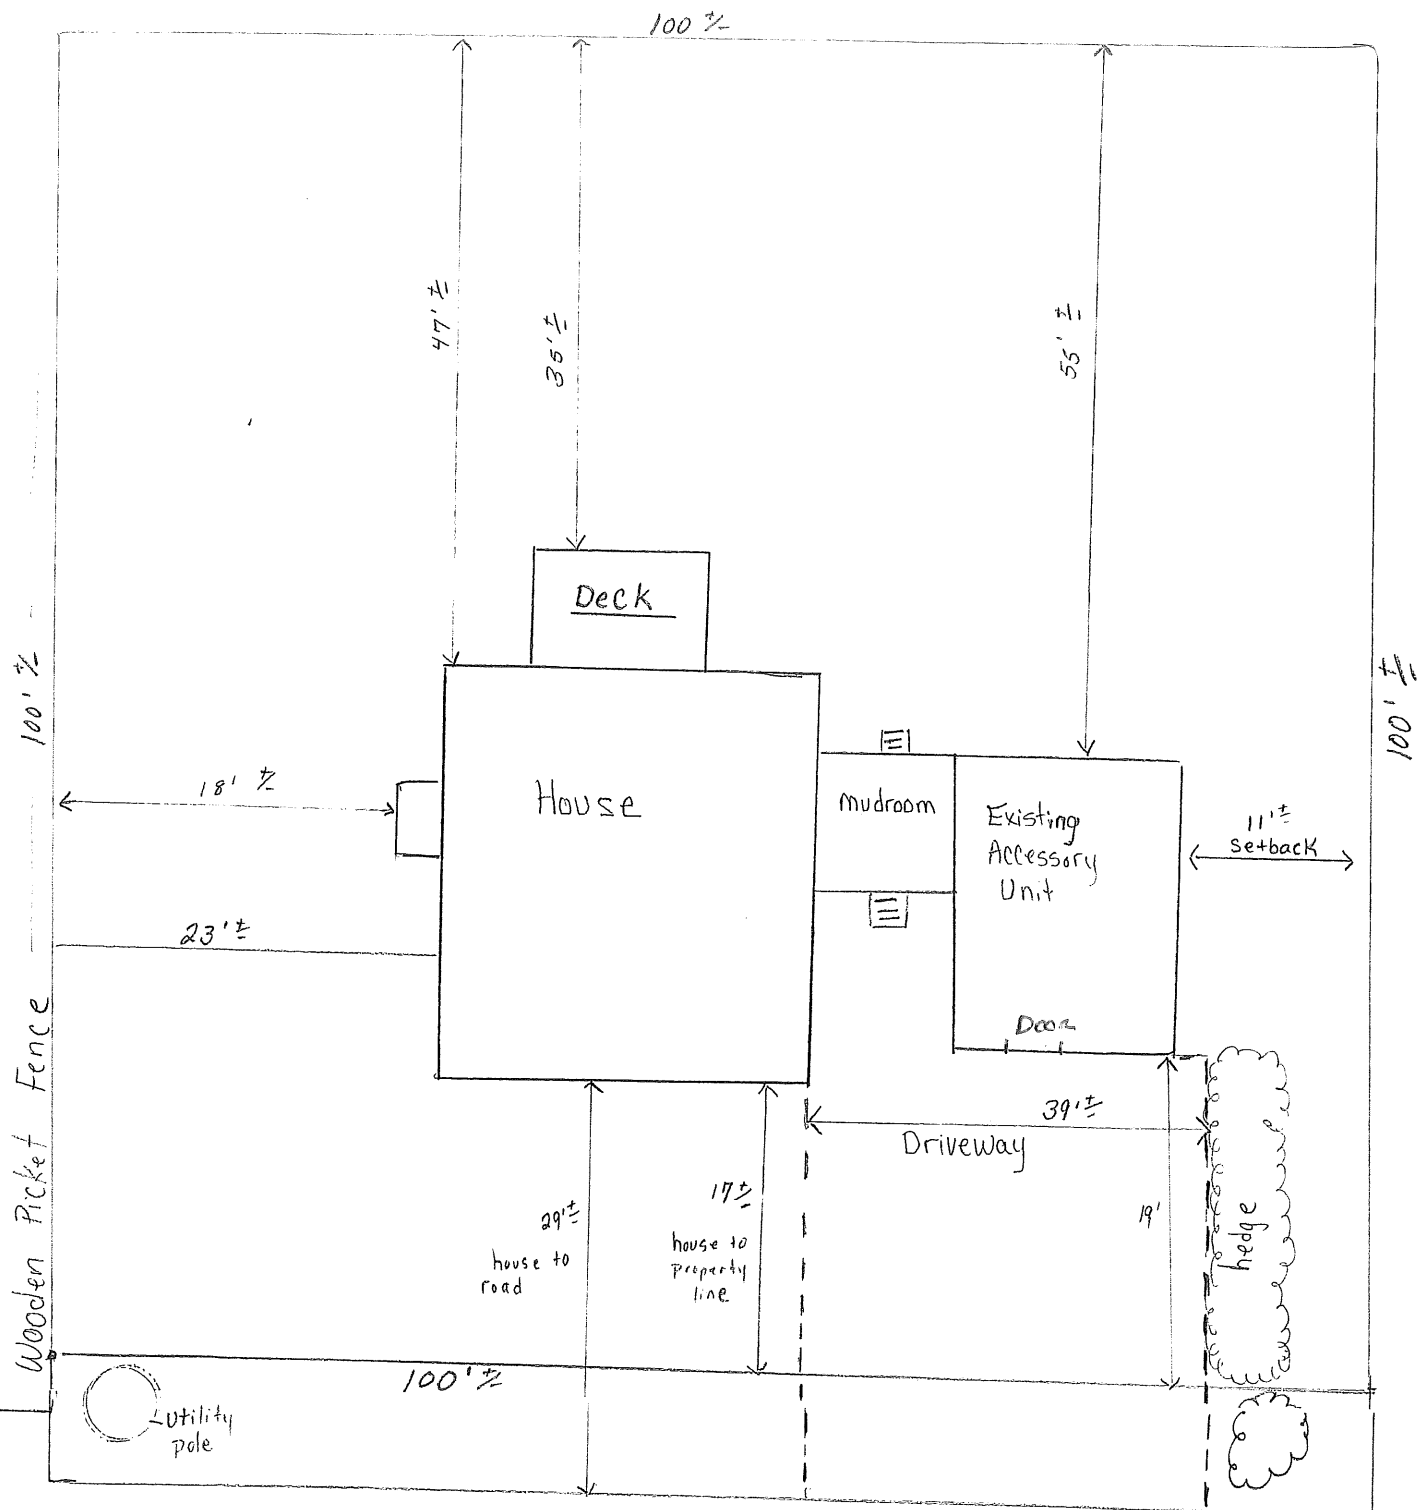 100 ±
47' ±
35' ±
55' ±
Deck
100' ±
100' ±
18' ±
House
mudroom
Existing
Accessory
Unit
11' ±
setback
23' ±
Wooden Picket Fence
Door
39' ±
Driveway
29' ±
house to
road
17 ±
house to
property
line
19'
hedge
100' ±
utility
pole